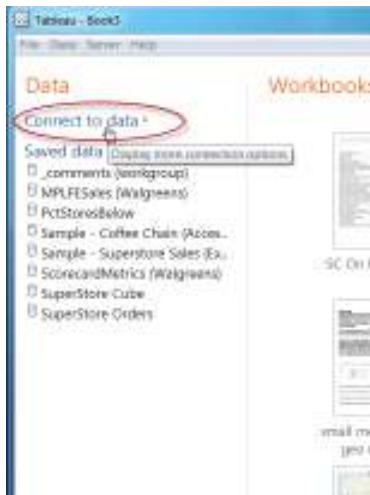 Tableau - Book3
File Data Server Help
Data
Workbooks
Connect to data
Saved data
Display more connection options
_comments (workgroup)
MPLFESales (Walgreens)
PctStoresBelow
Sample - Coffee Chain (Acces..
Sample - Superstore Sales (Ex..
ScorecardMetrics (Walgreens)
SuperStore Cube
SuperStore Orders
SC On
email
geo